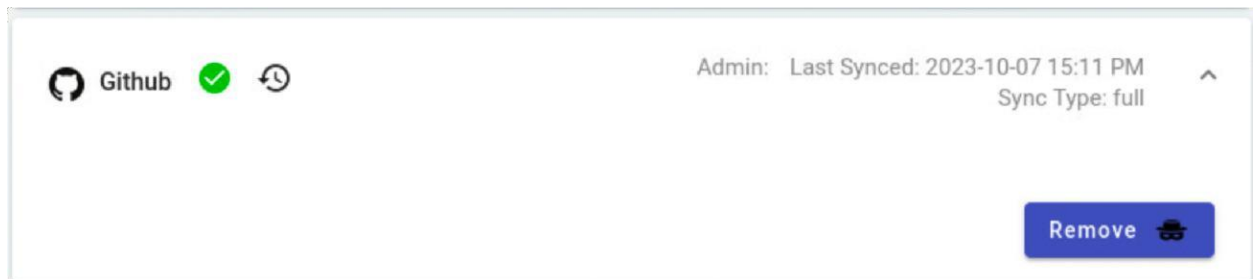 Github
Admin: Last Synced: 2023-10-07 15:11 PM
Sync Type: full
Remove